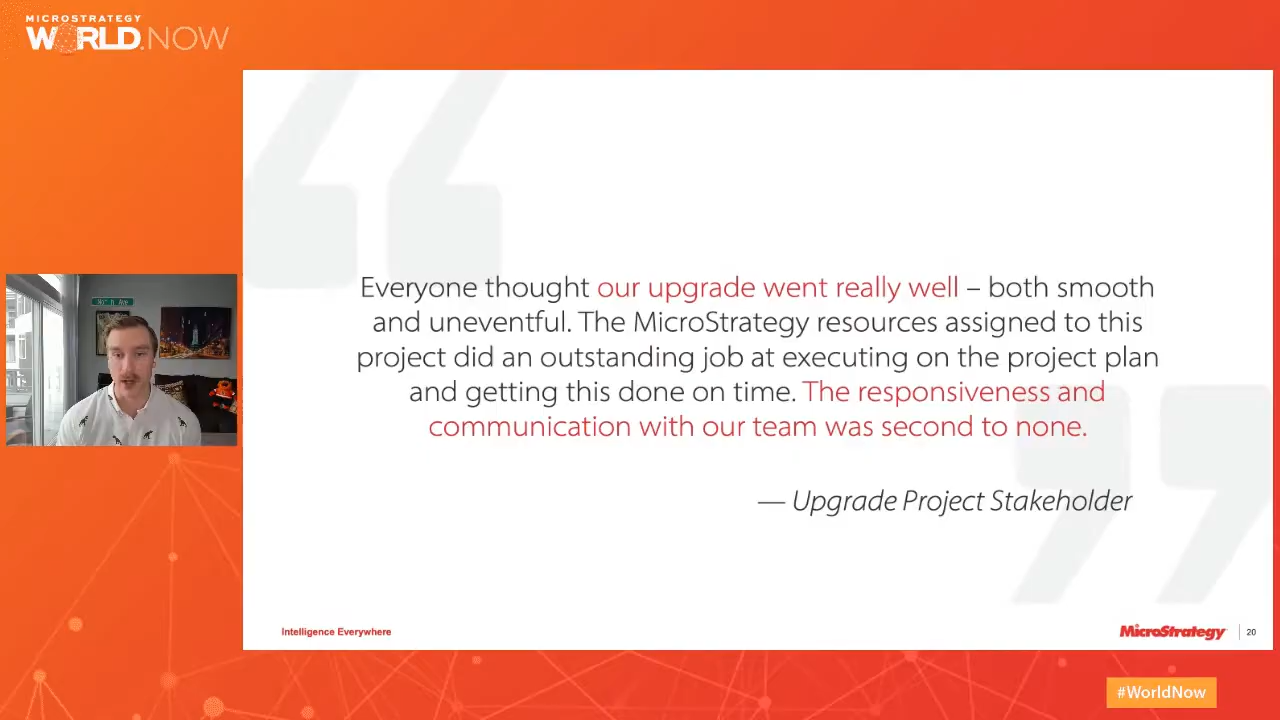 MICROSTRATEGY
WORLD.NOW
North Ave
Everyone thought our upgrade went really well – both smooth
and uneventful. The MicroStrategy resources assigned to this
project did an outstanding job at executing on the project plan
and getting this done on time. The responsiveness and
communication with our team was second to none.
— Upgrade Project Stakeholder
Intelligence Everywhere
MicroStrategy
20
#WorldNow